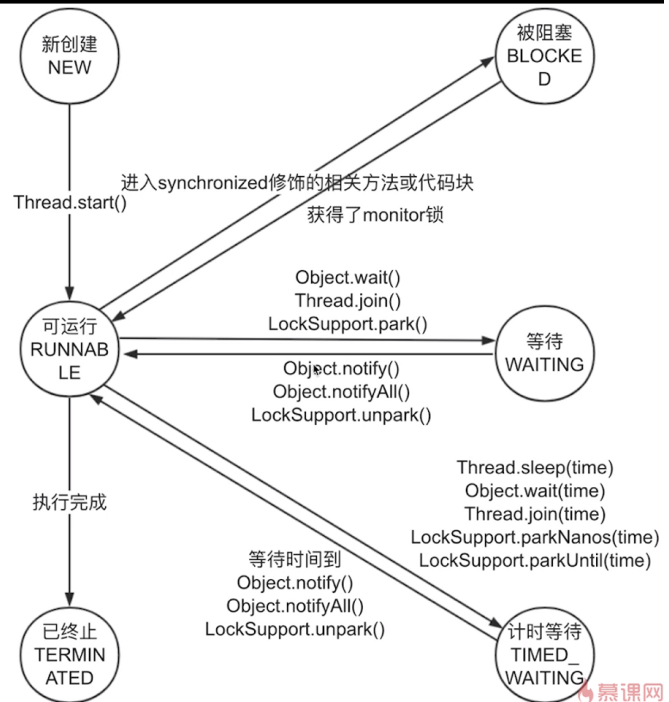 新创建
NEW
被阻塞
BLOCKE
D
进入synchronized修饰的相关方法或代码块
Thread.start()
获得了monitor锁
Object.wait()
Thread.join()
LockSupport.park()
可运行
RUNNAB
LE
等待
WAITING
Object.notify()
Object.notifyAll()
LockSupport.unpark()
Thread.sleep(time)
Object.wait(time)
Thread.join(time)
LockSupport.parkNanos(time)
LockSupport.parkUntil(time)
执行完成
等待时间到
Object.notify()
Object.notifyAll()
LockSupport.unpark()
已终止
TERMIN
ATED
计时等待
TIMED_
WAITING
慕课网